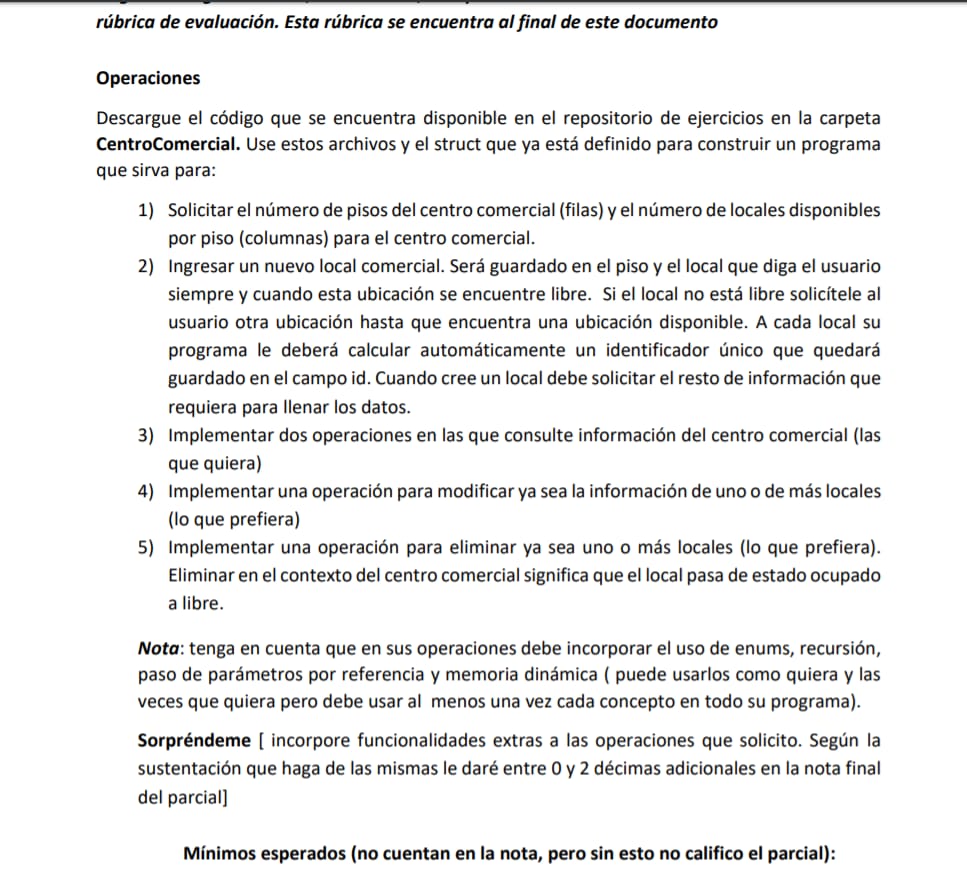 rúbrica de evaluación. Esta rúbrica se encuentra al final de este documento
Operaciones
Descargue el código que se encuentra disponible en el repositorio de ejercicios en la carpeta
CentroComercial. Use estos archivos y el struct que ya está definido para construir un programa
que sirva para:
1) Solicitar el número de pisos del centro comercial (filas) y el número de locales disponibles
por piso (columnas) para el centro comercial.
2) Ingresar un nuevo local comercial. Será guardado en el piso y el local que diga el usuario
siempre y cuando esta ubicación se encuentre libre. Si el local no está libre solicítele al
usuario otra ubicación hasta que encuentra una ubicación disponible. A cada local su
programa le deberá calcular automáticamente un identificador único que quedará
guardado en el campo id. Cuando cree un local debe solicitar el resto de información que
requiera para llenar los datos.
3) Implementar dos operaciones en las que consulte información del centro comercial (las
que quiera)
4) Implementar una operación para modificar ya sea la información de uno o de más locales
(lo que prefiera)
5) Implementar una operación para eliminar ya sea uno o más locales (lo que prefiera).
Eliminar en el contexto del centro comercial significa que el local pasa de estado ocupado
a libre.
Nota: tenga en cuenta que en sus operaciones debe incorporar el uso de enums, recursión,
paso de parámetros por referencia y memoria dinámica ( puede usarlos como quiera y las
veces que quiera pero debe usar al menos una vez cada concepto en todo su programa).
Sorpréndeme [ incorpore funcionalidades extras a las operaciones que solicito. Según la
sustentación que haga de las mismas le daré entre 0 y 2 décimas adicionales en la nota final
del parcial]
Mínimos esperados (no cuentan en la nota, pero sin esto no califico el parcial):